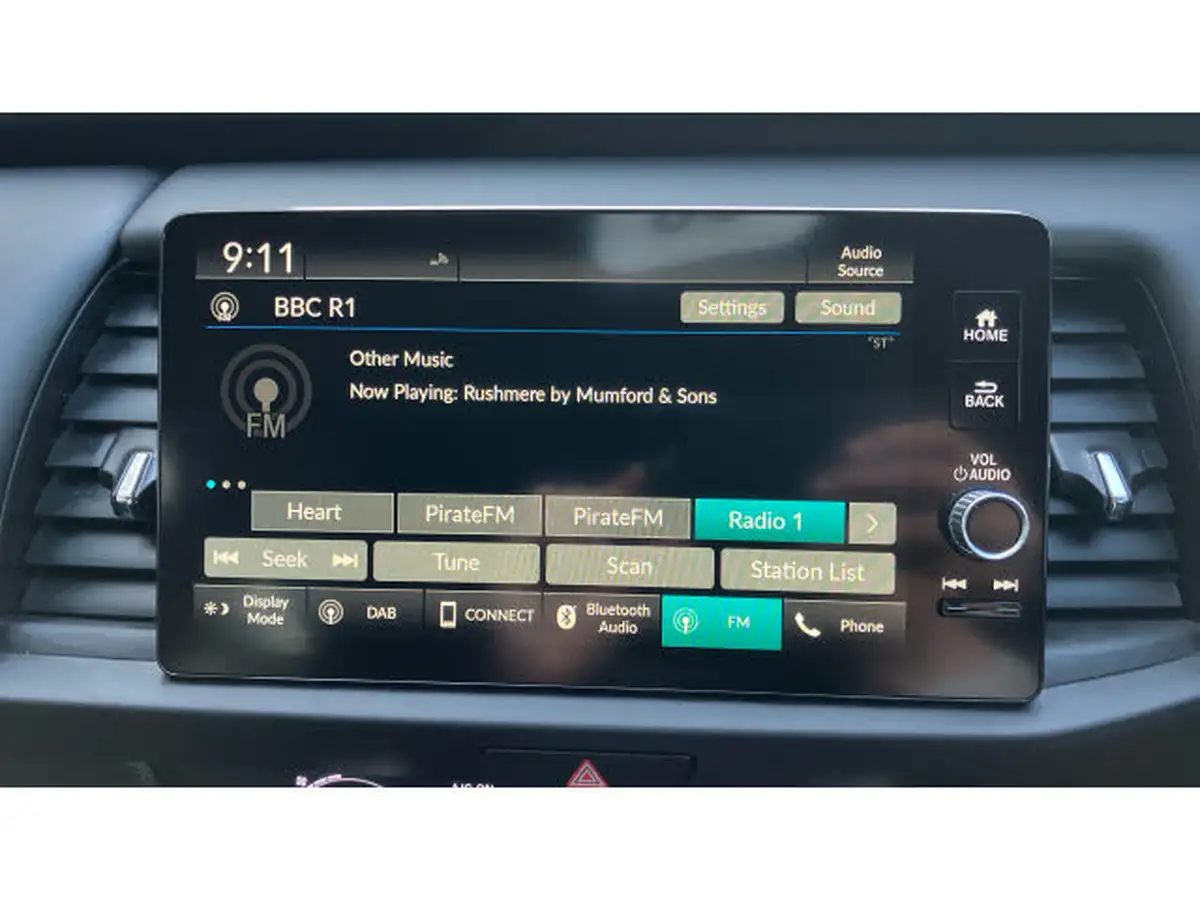 9:11
Audio
Source
BBC R1
Settings
Sound
"ST"
Other Music
Now Playing: Rushmere by Mumford & Sons
FM
HOME
BACK
VOL
AUDIO
Heart
PirateFM
PirateFM
Radio 1
Seek
Tune
Scan
Station List
Display
Mode
DAB
CONNECT
Bluetooth
Audio
FM
Phone